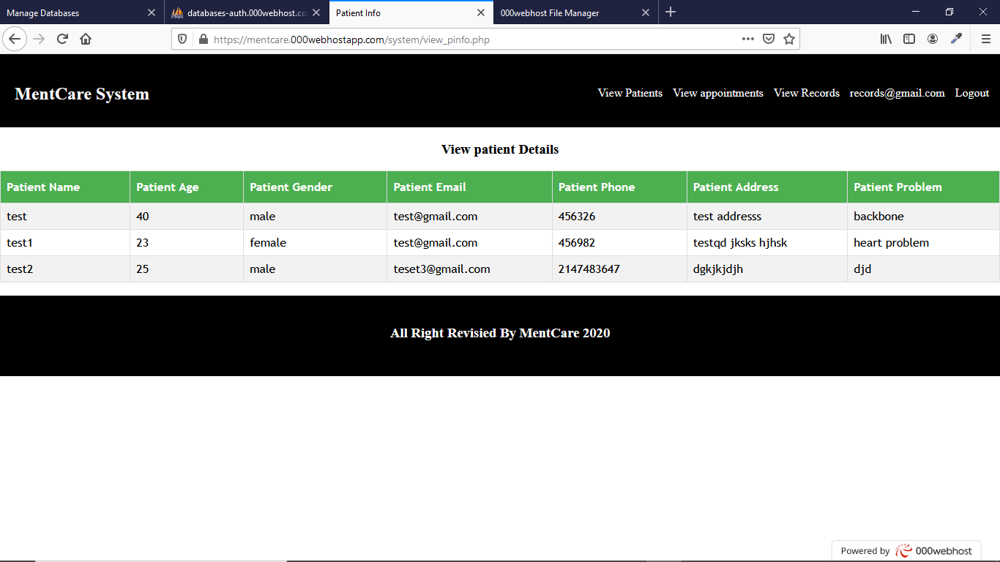 Manage Databases
databases-auth.000webhost.co
Patient Info
000webhost File Manager
https://mentcare.000webhostapp.com/system/view_pinfo.php
MentCare System
View Patients View appointments View Records records@gmail.com Logout
View patient Details
Patient Name Patient Age Patient Gender Patient Email Patient Phone Patient Address Patient Problem
test 40 male test@gmail.com 456326 test addresss backbone
test1 23 female test@gmail.com 456982 testqd jksks hjhsk heart problem
test2 25 male teset3@gmail.com 2147483647 dgkjkjdjh djd
All Right Revisied By MentCare 2020
Powered by 000webhost